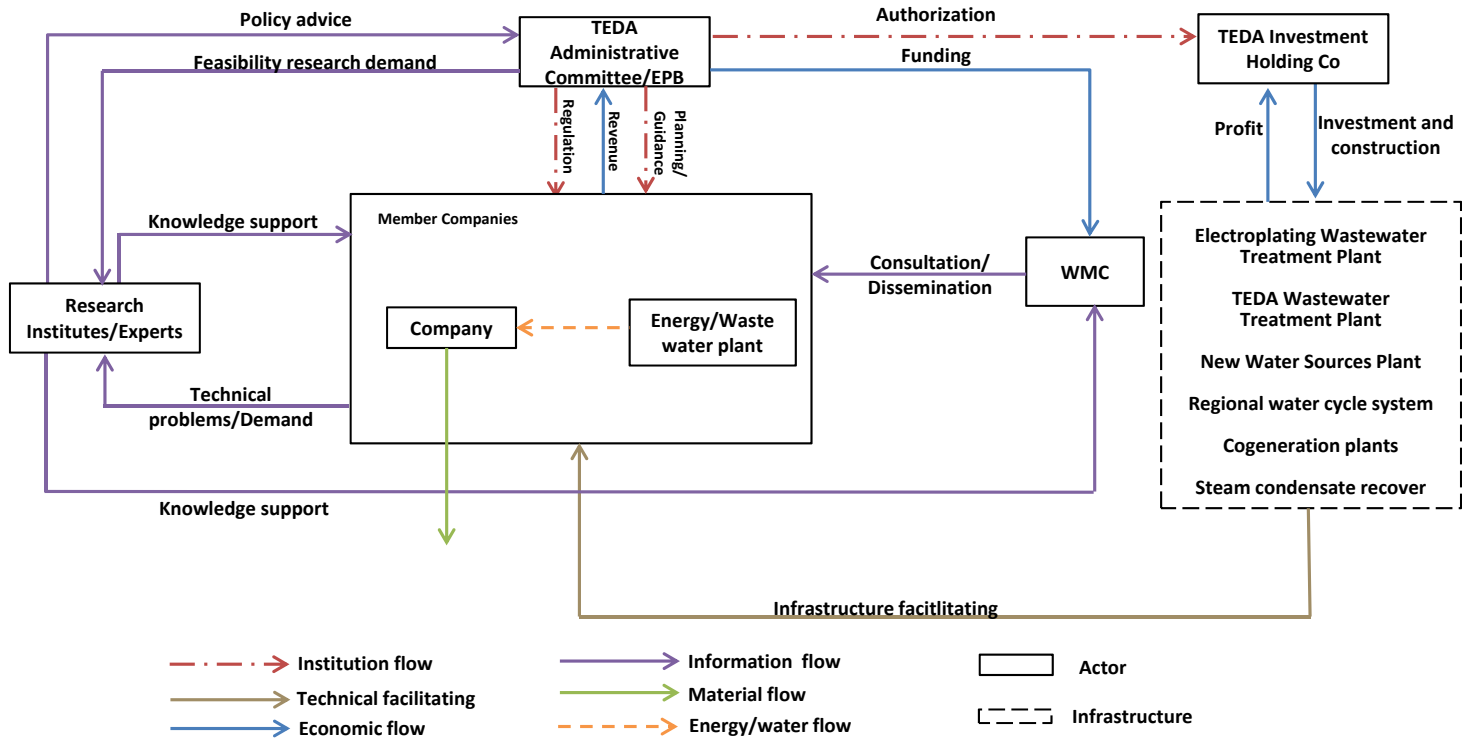 Policy advice
Feasibility research demand
TEDA
Administrative
Committee/EPB
Authorization
Funding
TEDA Investment
Holding Co
Regulation
Revenue
Planning/
Guidance
Profit
Investment and
construction
Knowledge support
Member Companies
Consultation/
Dissemination
WMC
Research
Institutes/Experts
Company
Energy/Waste
water plant
Technical
problems/Demand
Knowledge support
Electroplating Wastewater
Treatment Plant
TEDA Wastewater
Treatment Plant
New Water Sources Plant
Regional water cycle system
Cogeneration plants
Steam condensate recover
Infrastructure facitlitating
Institution flow
Information flow
Actor
Technical facilitating
Material flow
Economic flow
Energy/water flow
Infrastructure